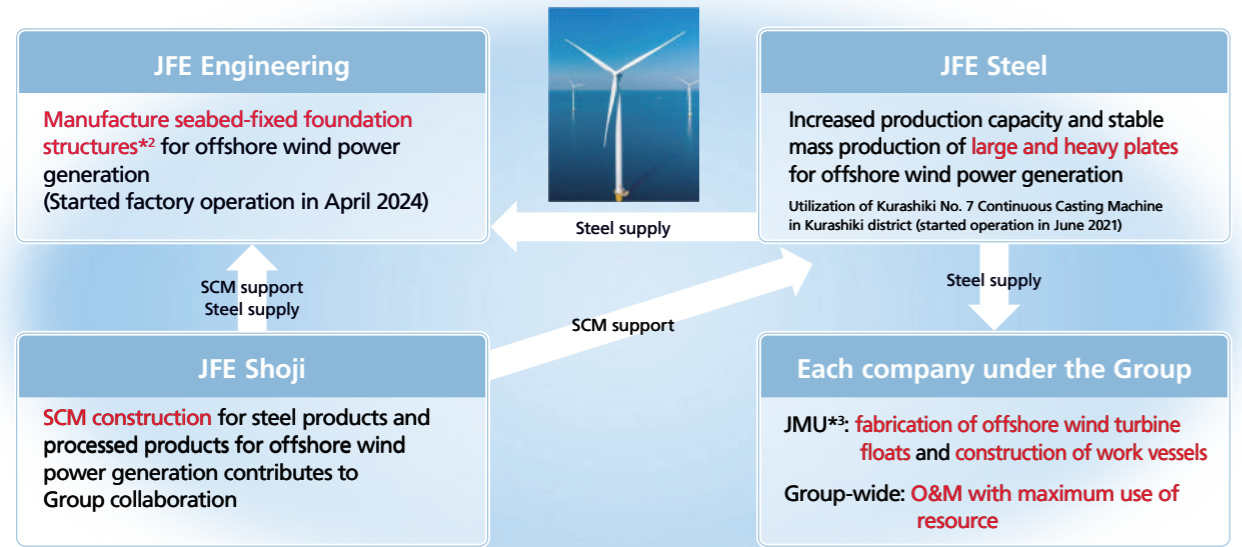 JFE Engineering
Manufacture seabed-fixed foundation
structures*2 for offshore wind power
generation
(Started factory operation in April 2024)
JFE Steel
Increased production capacity and stable
mass production of large and heavy plates
for offshore wind power generation
Utilization of Kurashiki No. 7 Continuous Casting Machine
in Kurashiki district (started operation in June 2021)
Steel supply
SCM support
Steel supply
SCM support
Steel supply
JFE Shoji
SCM construction for steel products and
processed products for offshore wind
power generation contributes to
Group collaboration
Each company under the Group
JMU*3: fabrication of offshore wind turbine
floats and construction of work vessels
Group-wide: O&M with maximum use of
resource